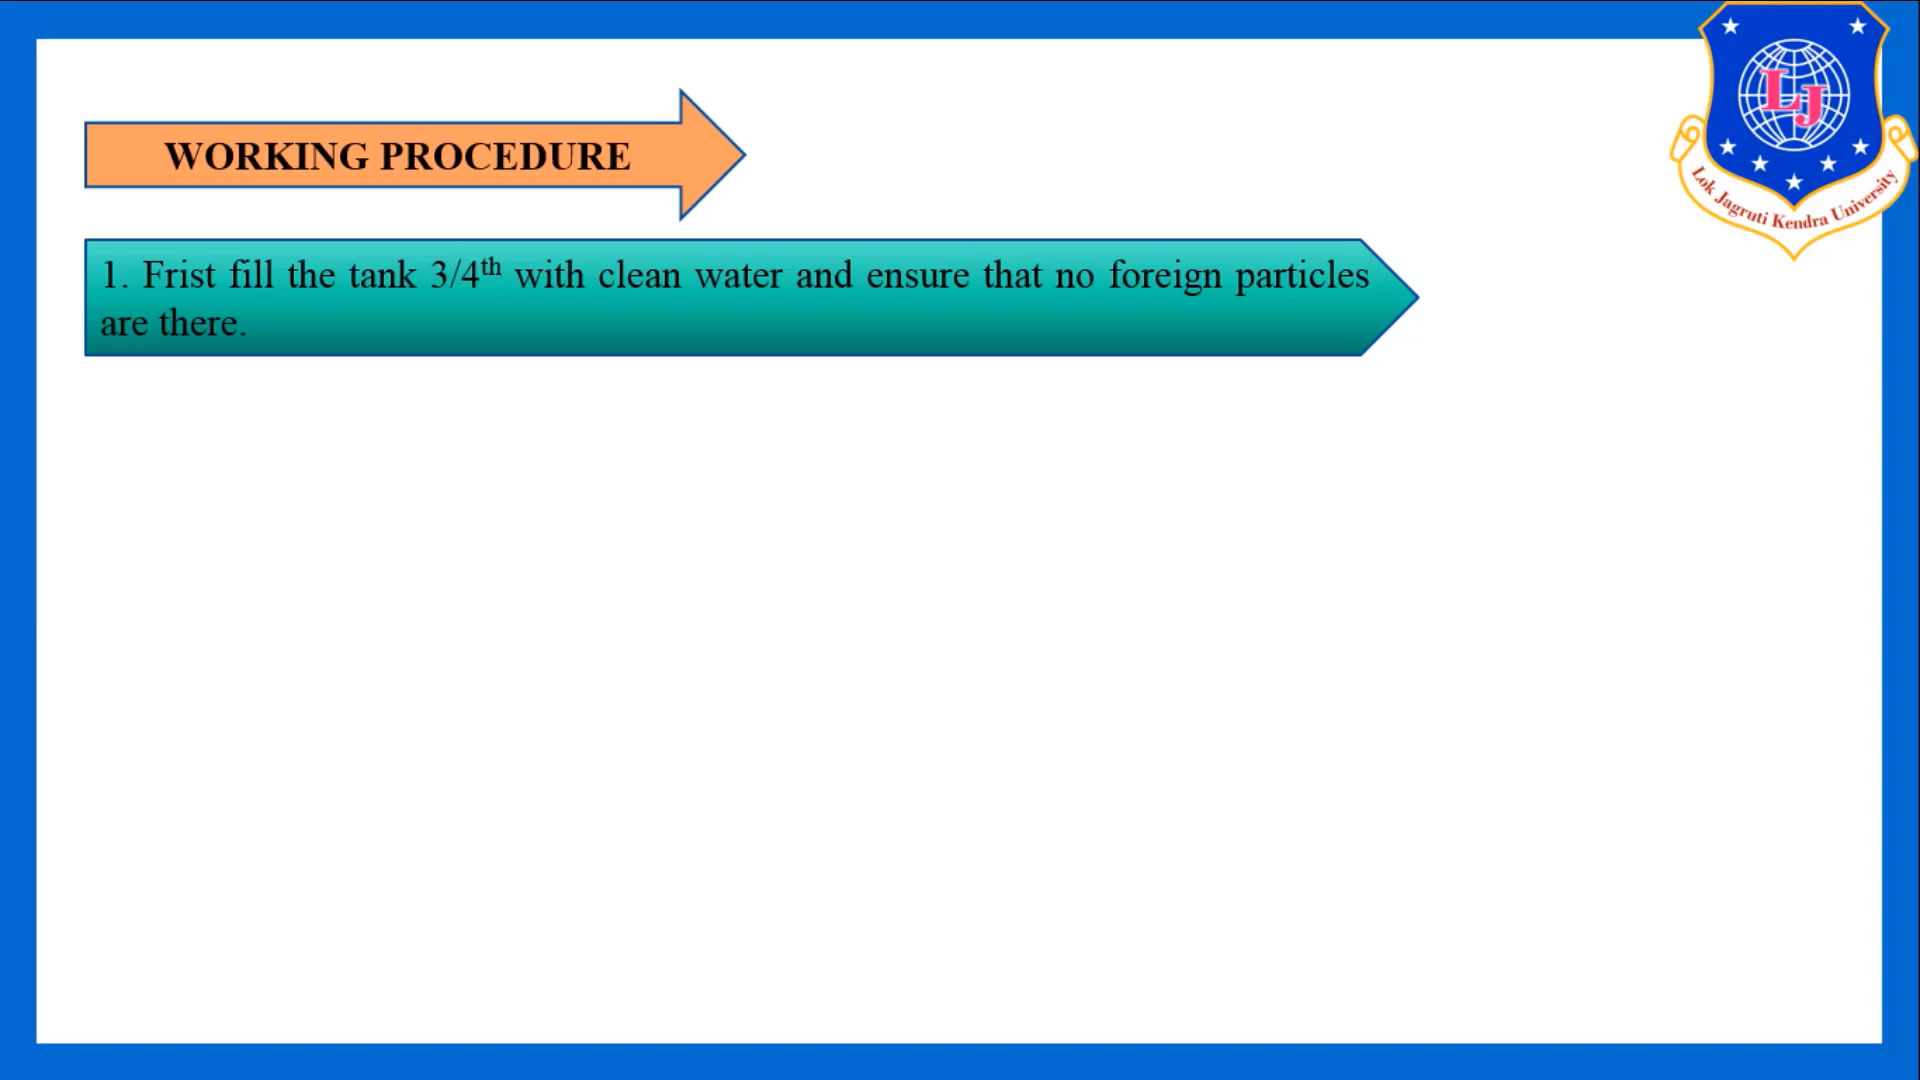 LJ
Lok Jagruti Kendra University
WORKING PROCEDURE
1. Frist fill the tank 3/4th with clean water and ensure that no foreign particles
are there.